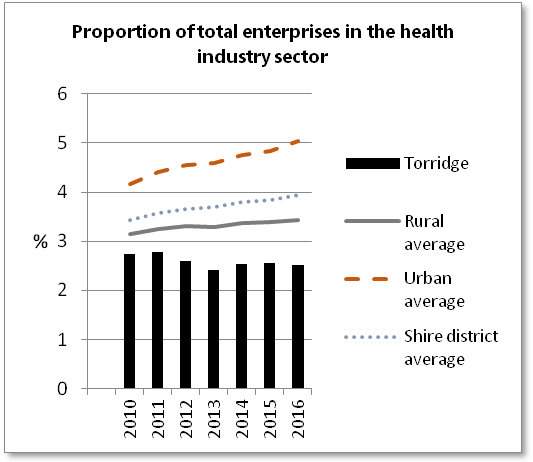 Proportion of total enterprises in the health
industry sector
6
5
4
3
2
1
0
%
2010
2011
2012
2013
2014
2015
2016
Torridge
Rural
average
Urban
average
Shire district
average